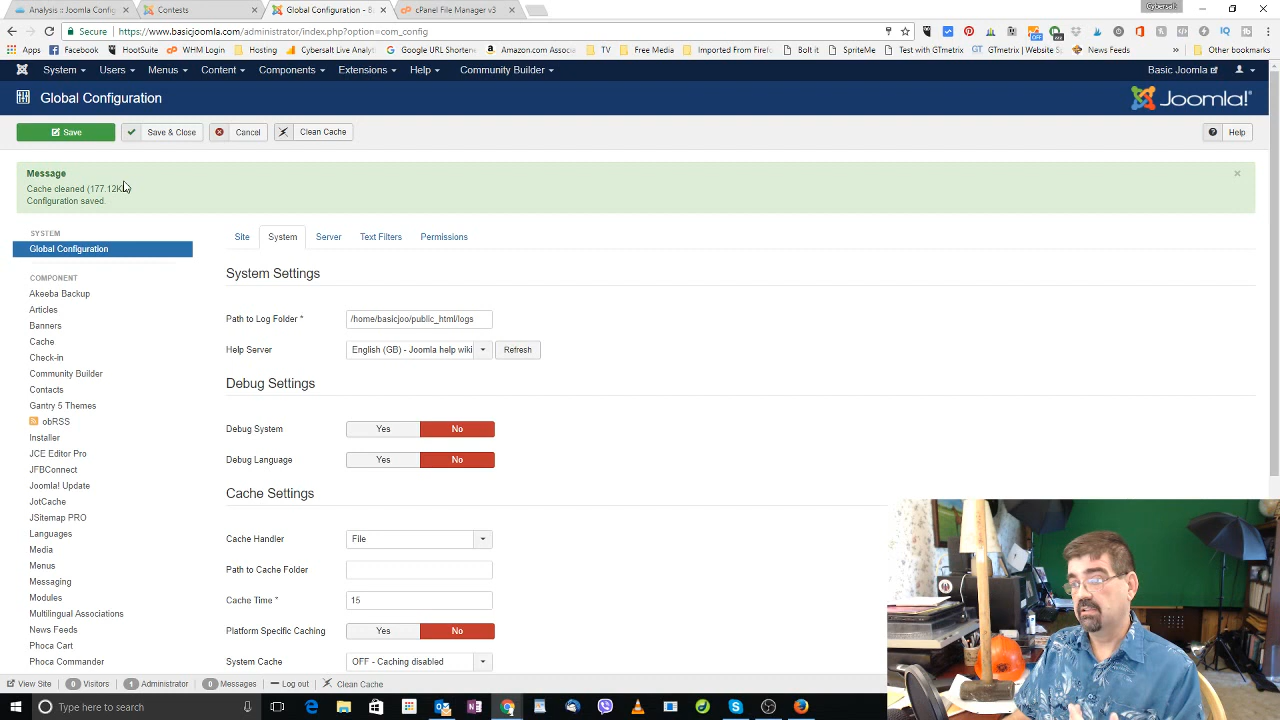 Analysis :: Joomla Config
Contests
Global Configuration - Ba
cPanel File Manager v3
Cybersalt
Secure
https://www.basicjoomla.com/administrator/index.php?option=com_config
Apps
Facebook
HootSuite
WHM Login
Fishing
Cybersalt
Google URL Shortene
Amazon.com Associa
TV
Free Media
Imported From Firef
Bolt it
SpriteMe
Test with GTmetrix
GTmetrix | Website
News Feeds
»
Other bookmarks
System
Users
Menus
Content
Components
Extensions
Help
Community Builder
Basic Joomla
Global Configuration
Joomla!
Save
Save & Close
Cancel
Clean Cache
Help
Message
Cache cleaned (177.12K
Configuration saved.
SYSTEM
Global Configuration
COMPONENT
Akeeba Backup
Articles
Banners
Cache
Check-in
Community Builder
Contacts
Gantry 5 Themes
obRSS
Installer
JCE Editor Pro
JFBConnect
Joomla! Update
JotCache
JSitemap PRO
Languages
Media
Menus
Messaging
Modules
Multilingual Associations
News Feeds
Phoca Cart
Phoca Commander
Site
System
Server
Text Filters
Permissions
System Settings
Path to Log Folder *
/home/basicjoo/public_html/logs
Help Server
English (GB) - Joomla help wiki
Refresh
Debug Settings
Debug System
Yes
No
Debug Language
Yes
No
Cache Settings
Cache Handler
File
Path to Cache Folder
Cache Time *
15
Platform Specific Caching
Yes
No
System Cache
OFF - Caching disabled
View Site
0 Visitors
1 Administrator
0 Messages
Log out
Clean Cache
Type here to search